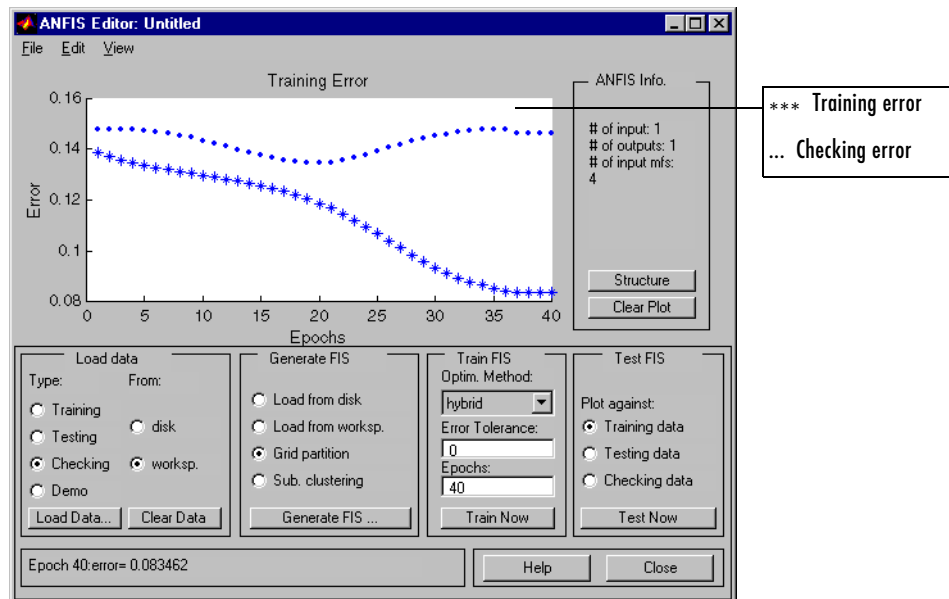 ANFIS Editor: Untitled
File Edit View
Training Error
0.16
0.14
0.12
0.1
0.08
Error
0 5 10 15 20 25 30 35 40
Epochs
ANFIS Info.
# of input: 1
# of outputs: 1
# of input mfs:
4
Structure
Clear Plot
*** Training error
... Checking error
Load data
Type: From:
Training
Testing
Checking
Demo
disk
worksp.
Load Data... Clear Data
Generate FIS
Load from disk
Load from worksp.
Grid partition
Sub. clustering
Generate FIS ...
Train FIS
Optim. Method:
hybrid
Error Tolerance:
0
Epochs:
40
Train Now
Test FIS
Plot against:
Training data
Testing data
Checking data
Test Now
Epoch 40:error= 0.083462
Help Close